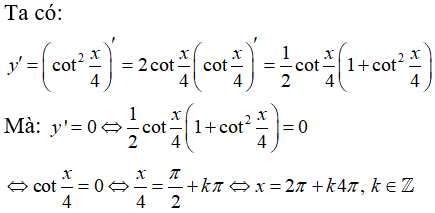 Ta có:
y' = (cot² x/4)' = 2cot x/4 (cot x/4)' = 1/2 cot x/4 (1 + cot² x/4)
Mà: y' = 0 ⇔ 1/2 cot x/4 (1 + cot² x/4) = 0
⇔ cot x/4 = 0 ⇔ x/4 = π/2 + kπ ⇔ x = 2π + k4π, k ∈ ℤ